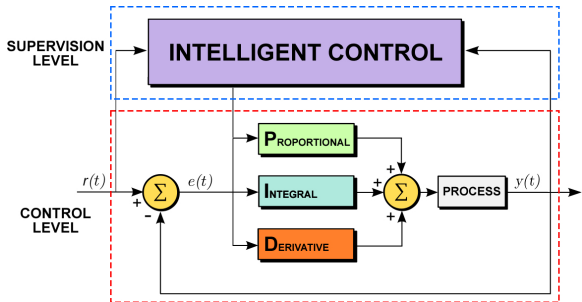 SUPERVISION
LEVEL
INTELLIGENT CONTROL
PROPORTIONAL
r(t)
+
-
Σ
e(t)
INTEGRAL
+
+
+
Σ
PROCESS
y(t)
CONTROL
LEVEL
DERIVATIVE